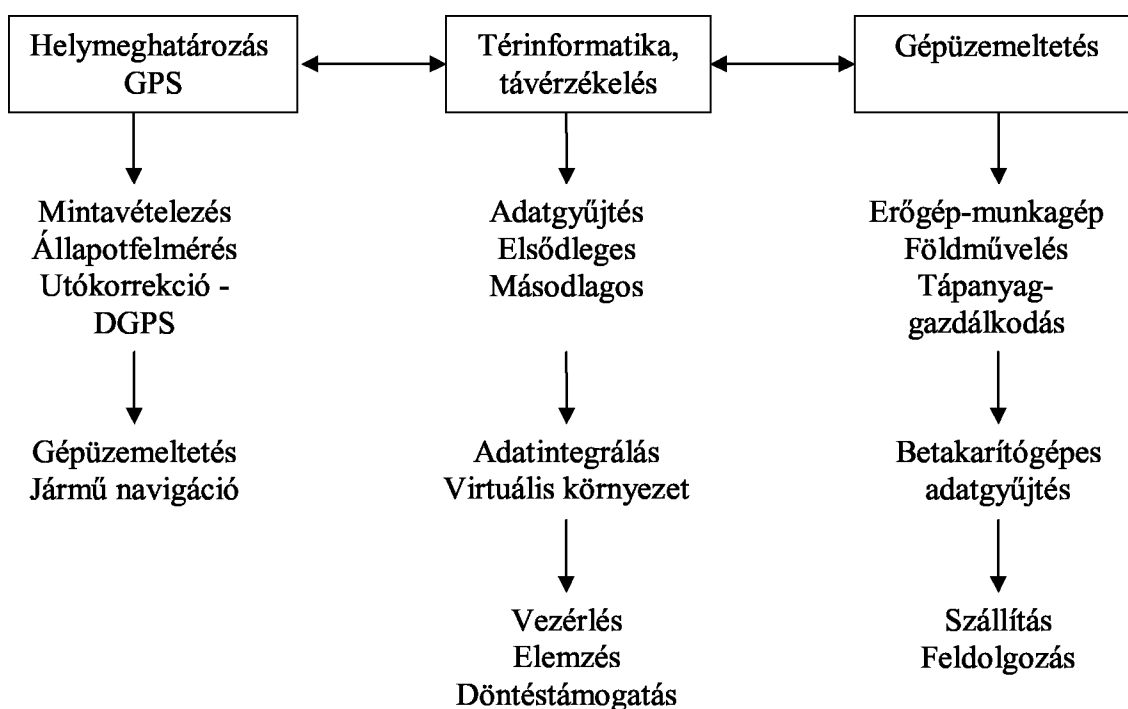 Helymeghatározás
GPS
Térinformatika,
távérzékelés
Gépüzemeltetés
Mintavételezés
Állapotfelmérés
Utókorrekció -
DGPS
Adatgyűjtés
Elsődleges
Másodlagos
Erőgép-munkagép
Földművelés
Tápanyag-
gazdálkodás
Gépüzemeltetés
Jármű navigáció
Adatintegrálás
Virtuális környezet
Betakarítógépes
adatgyűjtés
Vezérlés
Elemzés
Döntéstámogatás
Szállítás
Feldolgozás